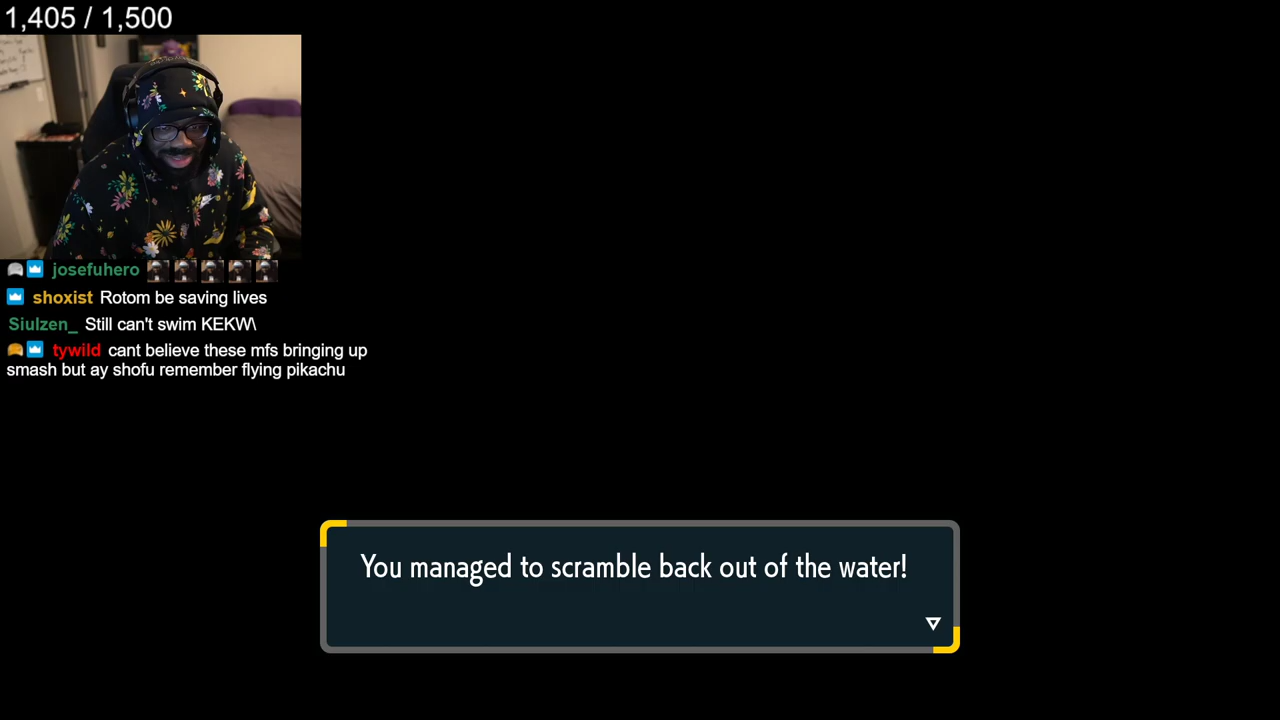 1,405 / 1,500
josefuhero
shoxist Rotom be saving lives
Siulzen_ Still can't swim KEKW\
tywild cant believe these mfs bringing up
smash but ay shofu remember flying pikachu
You managed to scramble back out of the water!